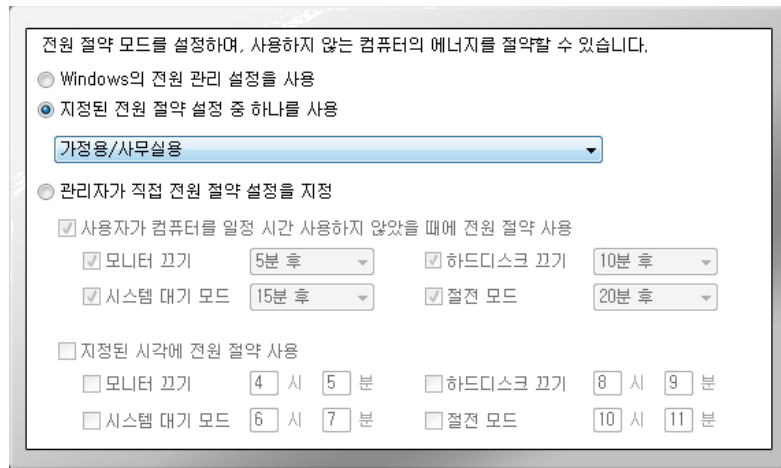 전원 절약 모드를 설정하여, 사용하지 않는 컴퓨터의 에너지를 절약할 수 있습니다.
Windows의 전원 관리 설정을 사용
지정된 전원 절약 설정 중 하나를 사용
가정용/사무실용
관리자가 직접 전원 절약 설정을 지정
사용자가 컴퓨터를 일정 시간 사용하지 않았을 때에 전원 절약 사용
모니터 끄기 5분 후 하드디스크 끄기 10분 후
시스템 대기 모드 15분 후 절전 모드 20분 후
지정된 시각에 전원 절약 사용
모니터 끄기 4 시 5 분 하드디스크 끄기 8 시 9 분
시스템 대기 모드 6 시 7 분 절전 모드 10 시 11 분